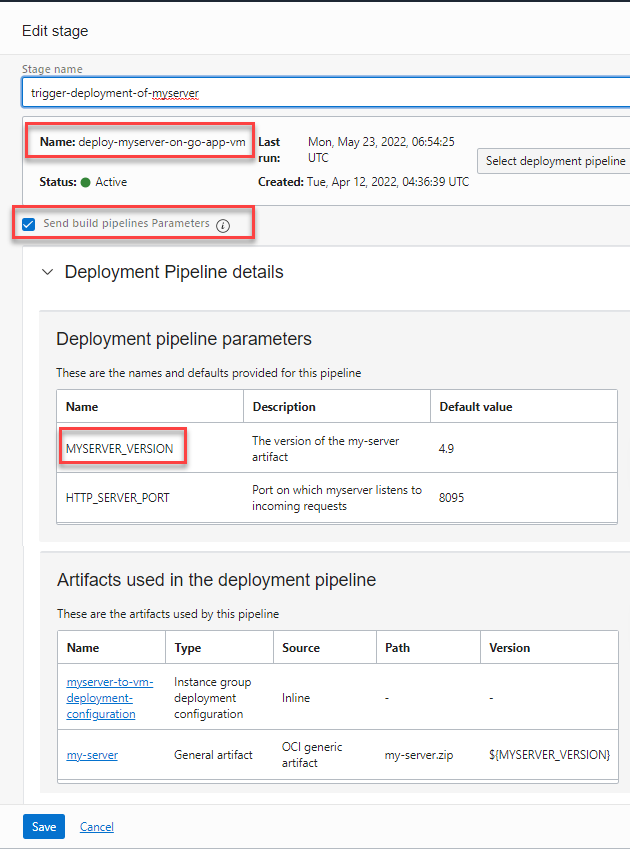 Edit stage
Stage name
trigger-deployment-of-myserver
Name: deploy-myserver-on-go-app-vm
Last run:
Mon, May 23, 2022, 06:54:25 UTC
Select deployment pipeline
Status: Active
Created: Tue, Apr 12, 2022, 04:36:39 UTC
Send build pipelines Parameters
Deployment Pipeline details
Deployment pipeline parameters
These are the names and defaults provided for this pipeline
Name Description Default value
MYSERVER_VERSION
The version of the my-server
artifact
4.9
HTTP_SERVER_PORT
Port on which myserver listens to
incoming requests
8095
Artifacts used in the deployment pipeline
These are the artifacts used by this pipeline
Name Type Source Path Version
myserver-to-vm-
deployment-
configuration
Instance group
deployment
configuration
Inline
-
-
my-server
General artifact
OCI generic
artifact
my-server.zip
${MYSERVER_VERSION}
Save Cancel